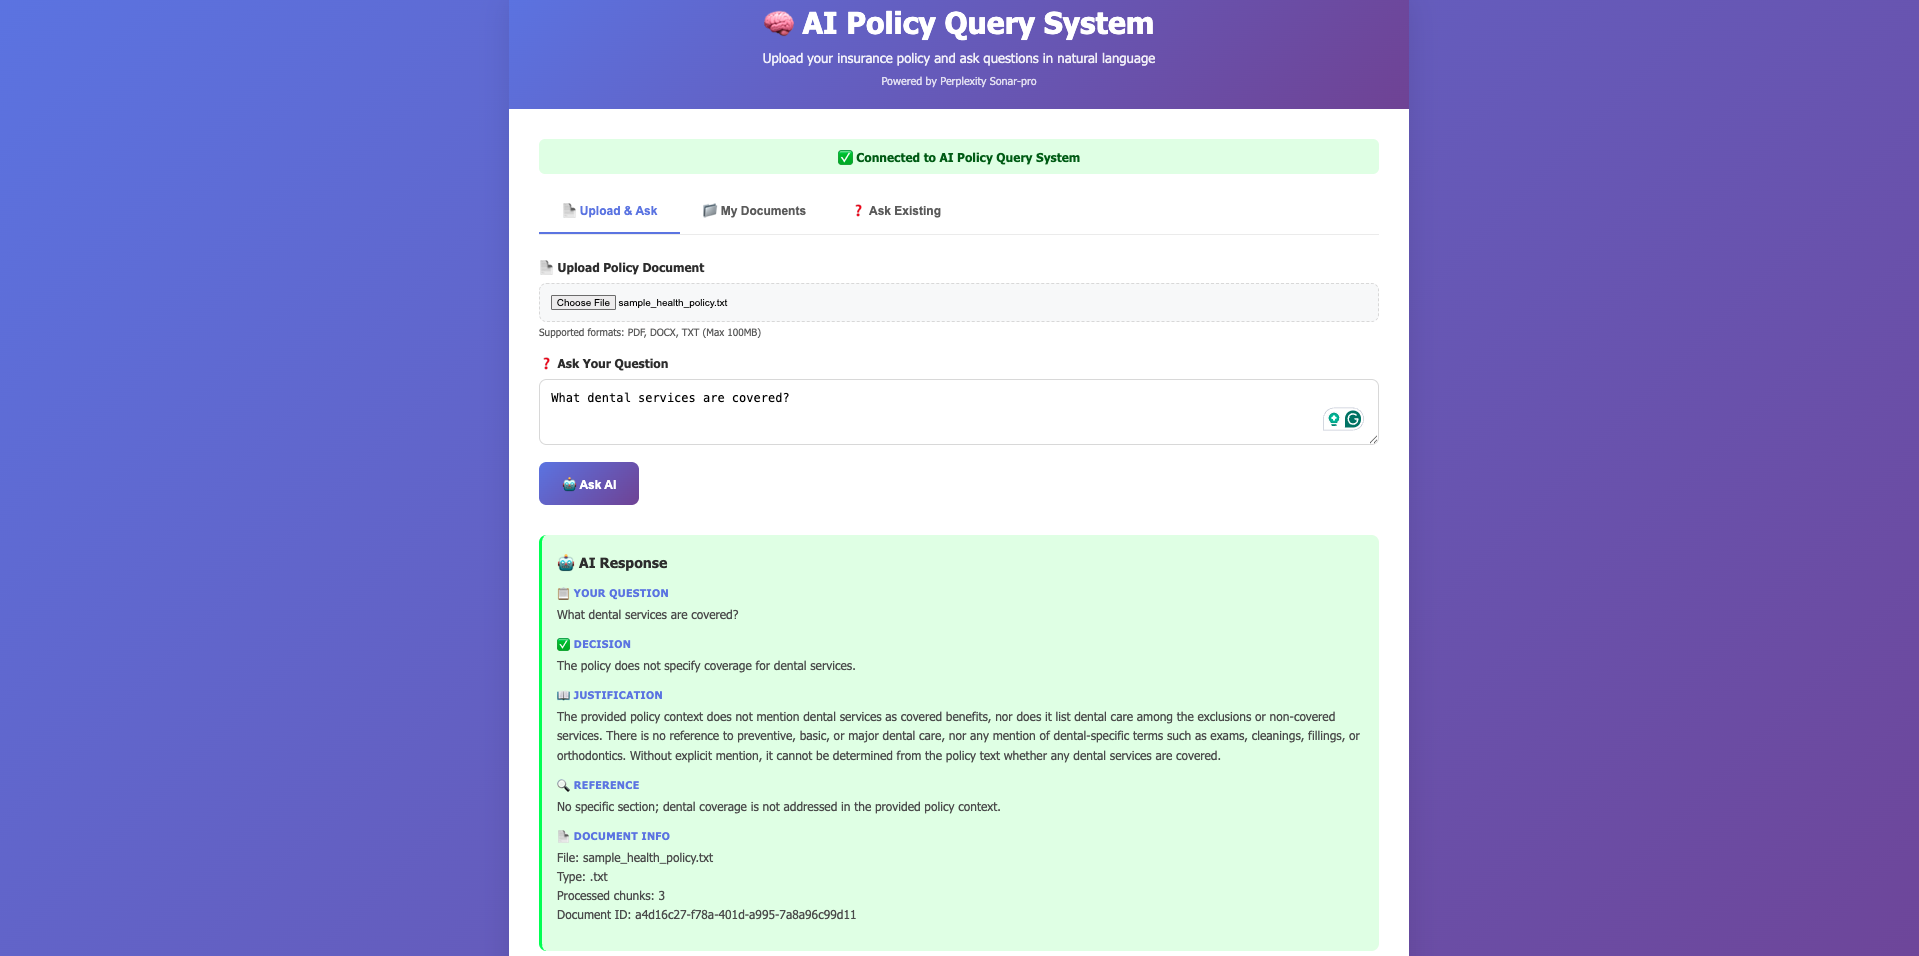 🧠 AI Policy Query System
Upload your insurance policy and ask questions in natural language
Powered by Perplexity Sonar-pro
✅ Connected to AI Policy Query System
📄 Upload & Ask
📁 My Documents
❓ Ask Existing
📄 Upload Policy Document
Choose File sample_health_policy.txt
Supported formats: PDF, DOCX, TXT (Max 100MB)
❓ Ask Your Question
What dental services are covered?
🤖 Ask AI
🤖 AI Response
📋 YOUR QUESTION
What dental services are covered?
✅ DECISION
The policy does not specify coverage for dental services.
📖 JUSTIFICATION
The provided policy context does not mention dental services as covered benefits, nor does it list dental care among the exclusions or non-covered
services. There is no reference to preventive, basic, or major dental care, nor any mention of dental-specific terms such as exams, cleanings, fillings, or
orthodontics. Without explicit mention, it cannot be determined from the policy text whether any dental services are covered.
🔍 REFERENCE
No specific section; dental coverage is not addressed in the provided policy context.
📄 DOCUMENT INFO
File: sample_health_policy.txt
Type: .txt
Processed chunks: 3
Document ID: a4d16c27-f78a-401d-a995-7a8a96c99d11